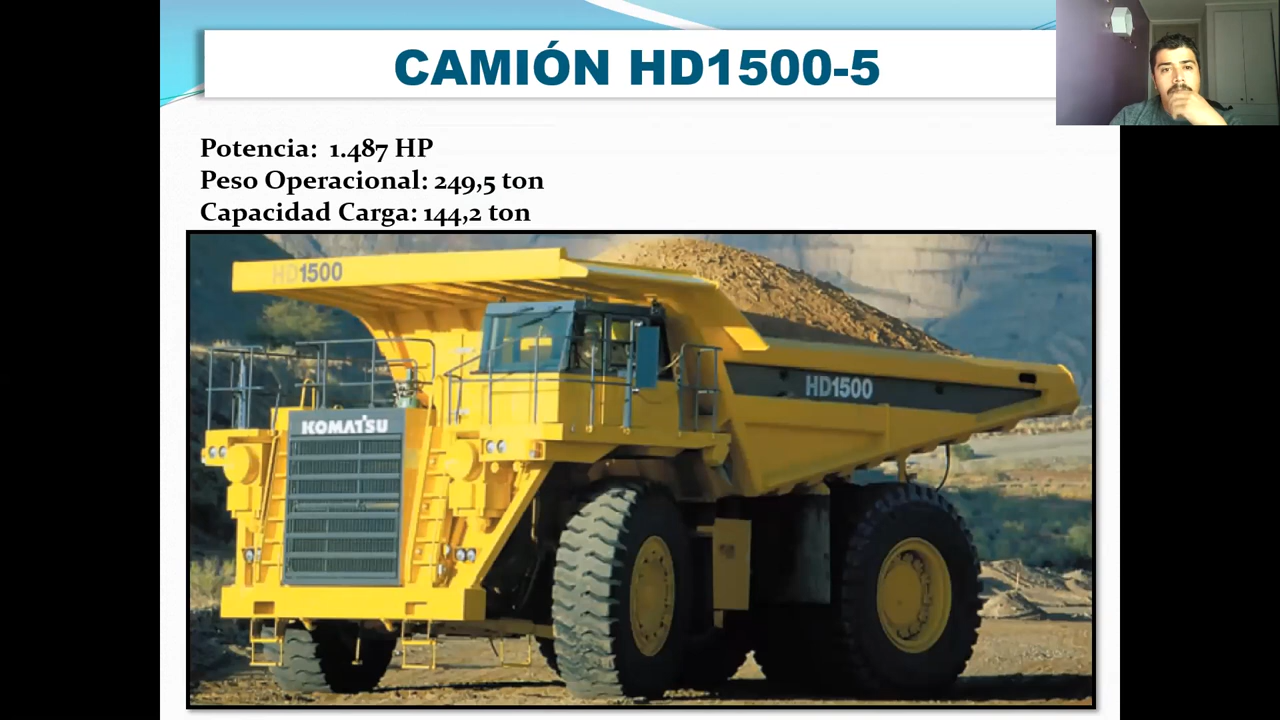 CAMIÓN HD1500-5
Potencia: 1.487 HP
Peso Operacional: 249,5 ton
Capacidad Carga: 144,2 ton
HD1500
HD1500
KOMATSU